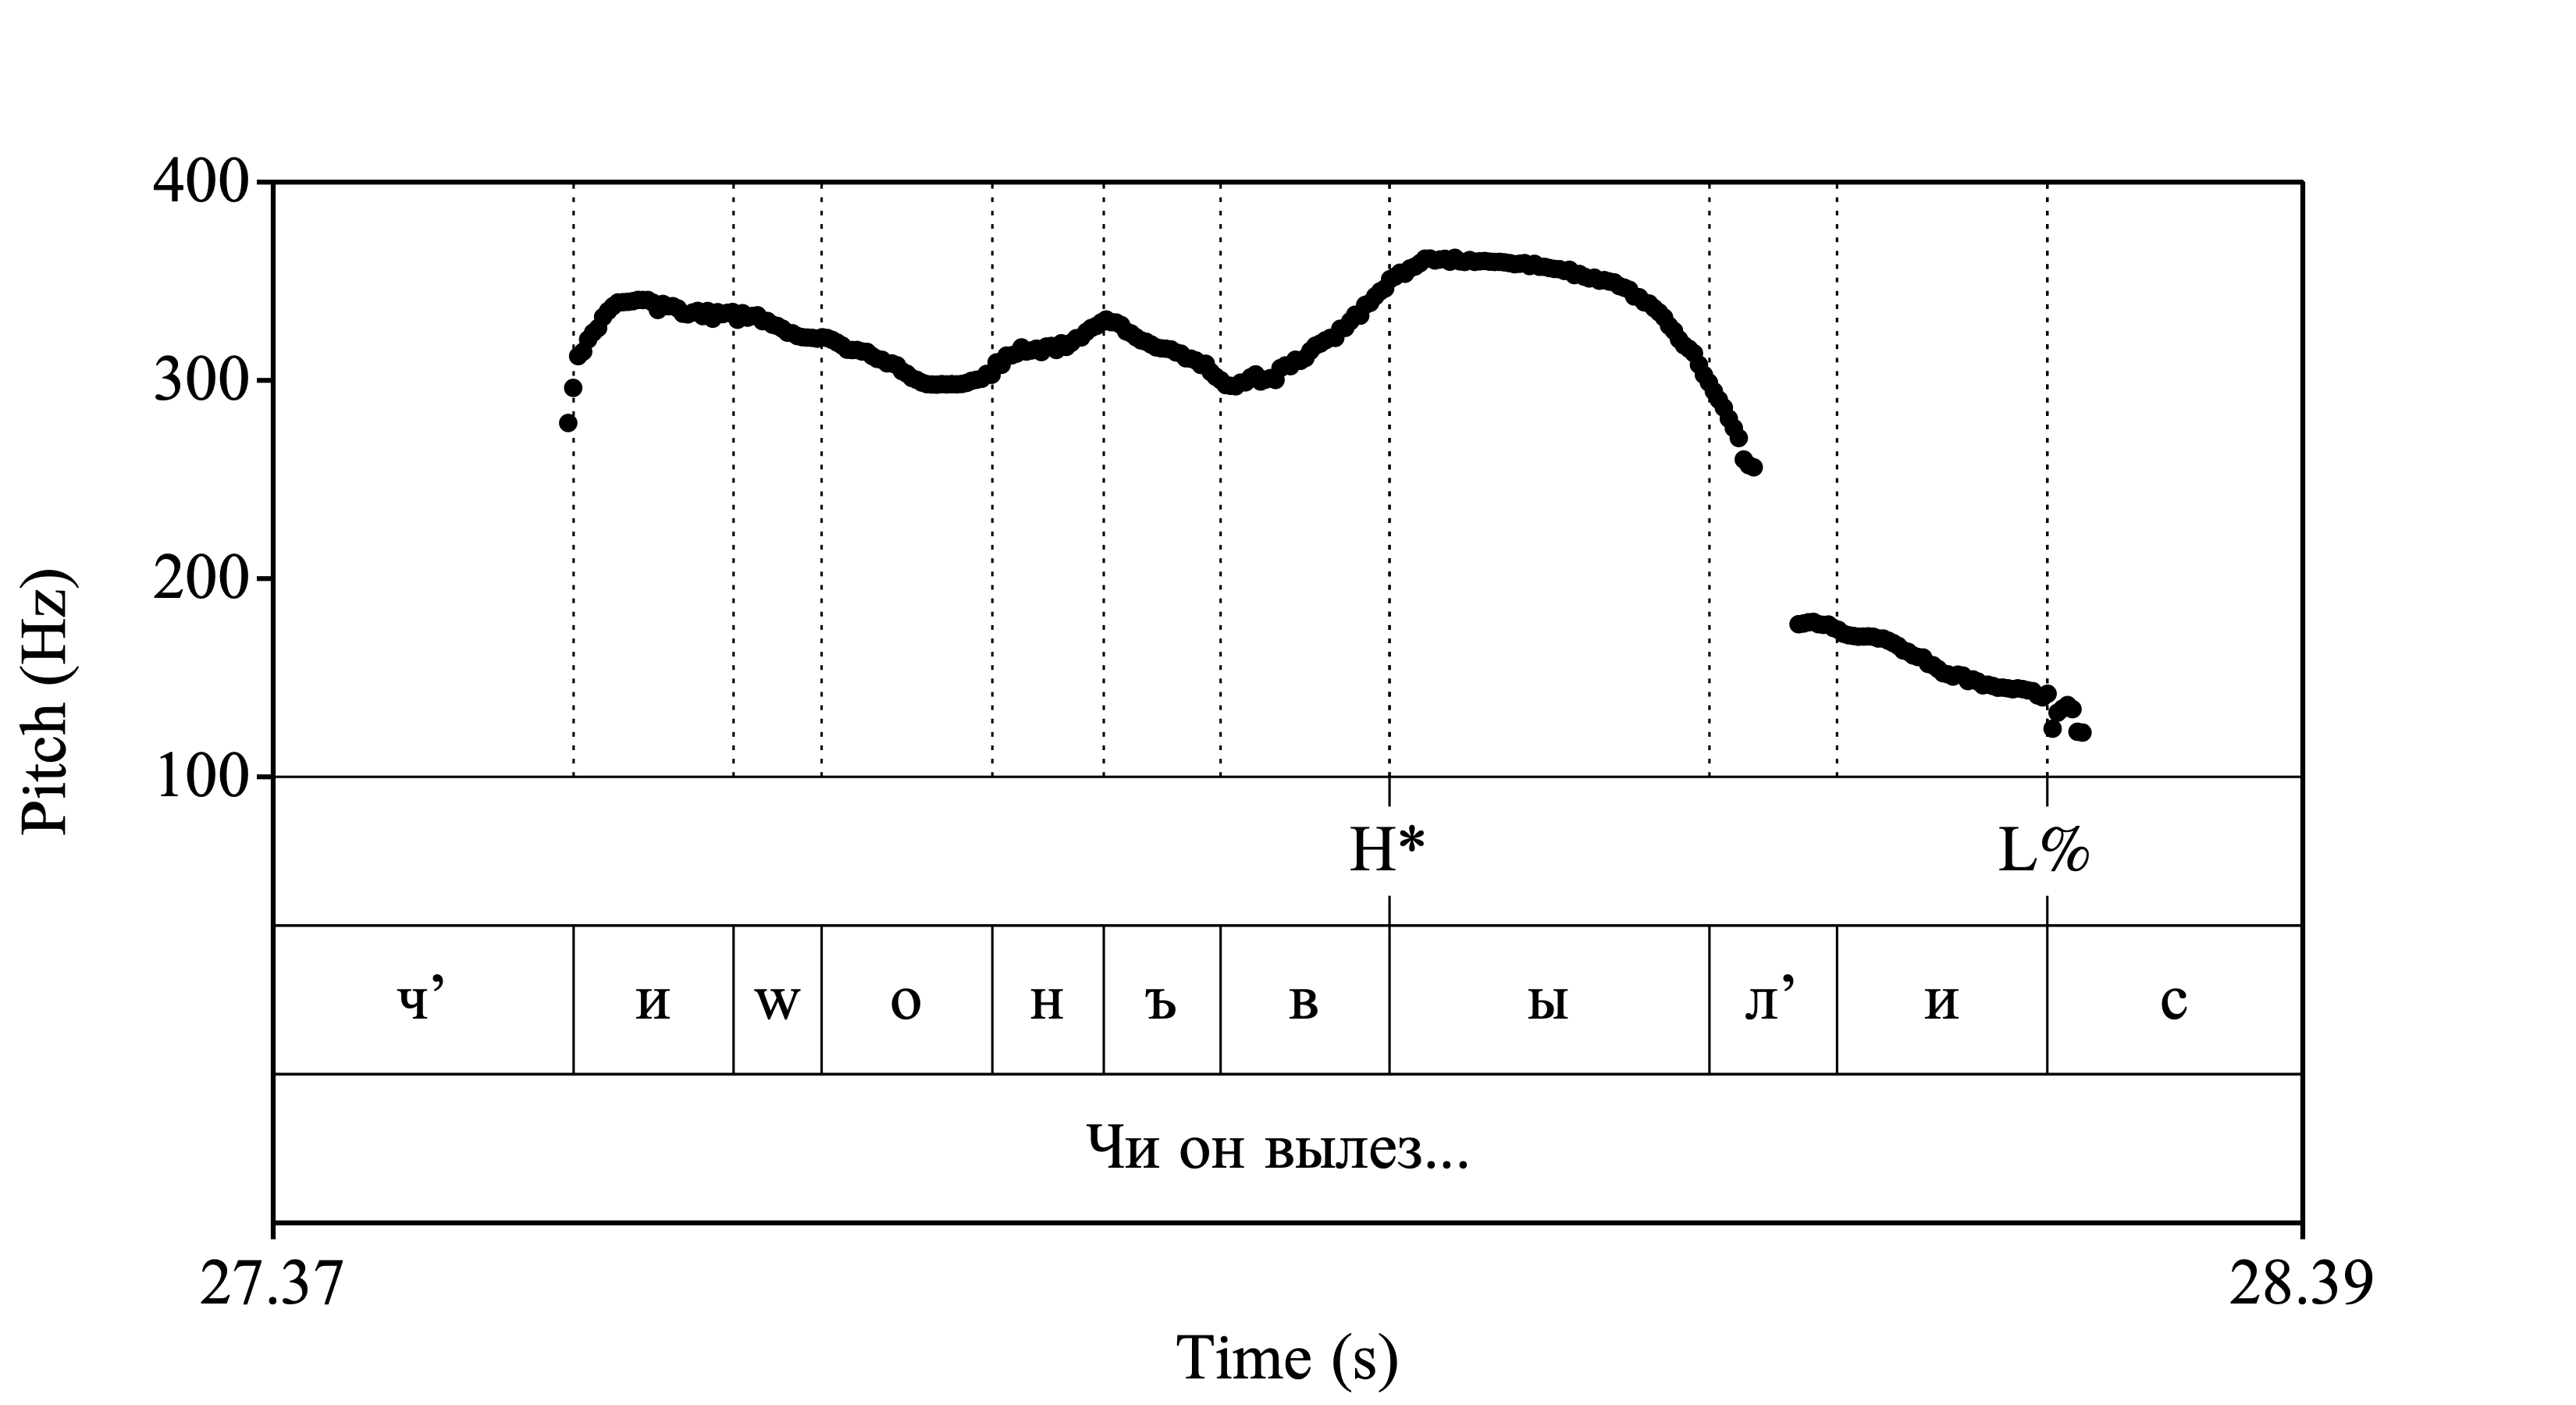 400
300
200
100
Pitch (Hz)
H* L%
ч’ и w о н ъ в ы л’ и с
Чи он вылез...
27.37 28.39
Time (s)